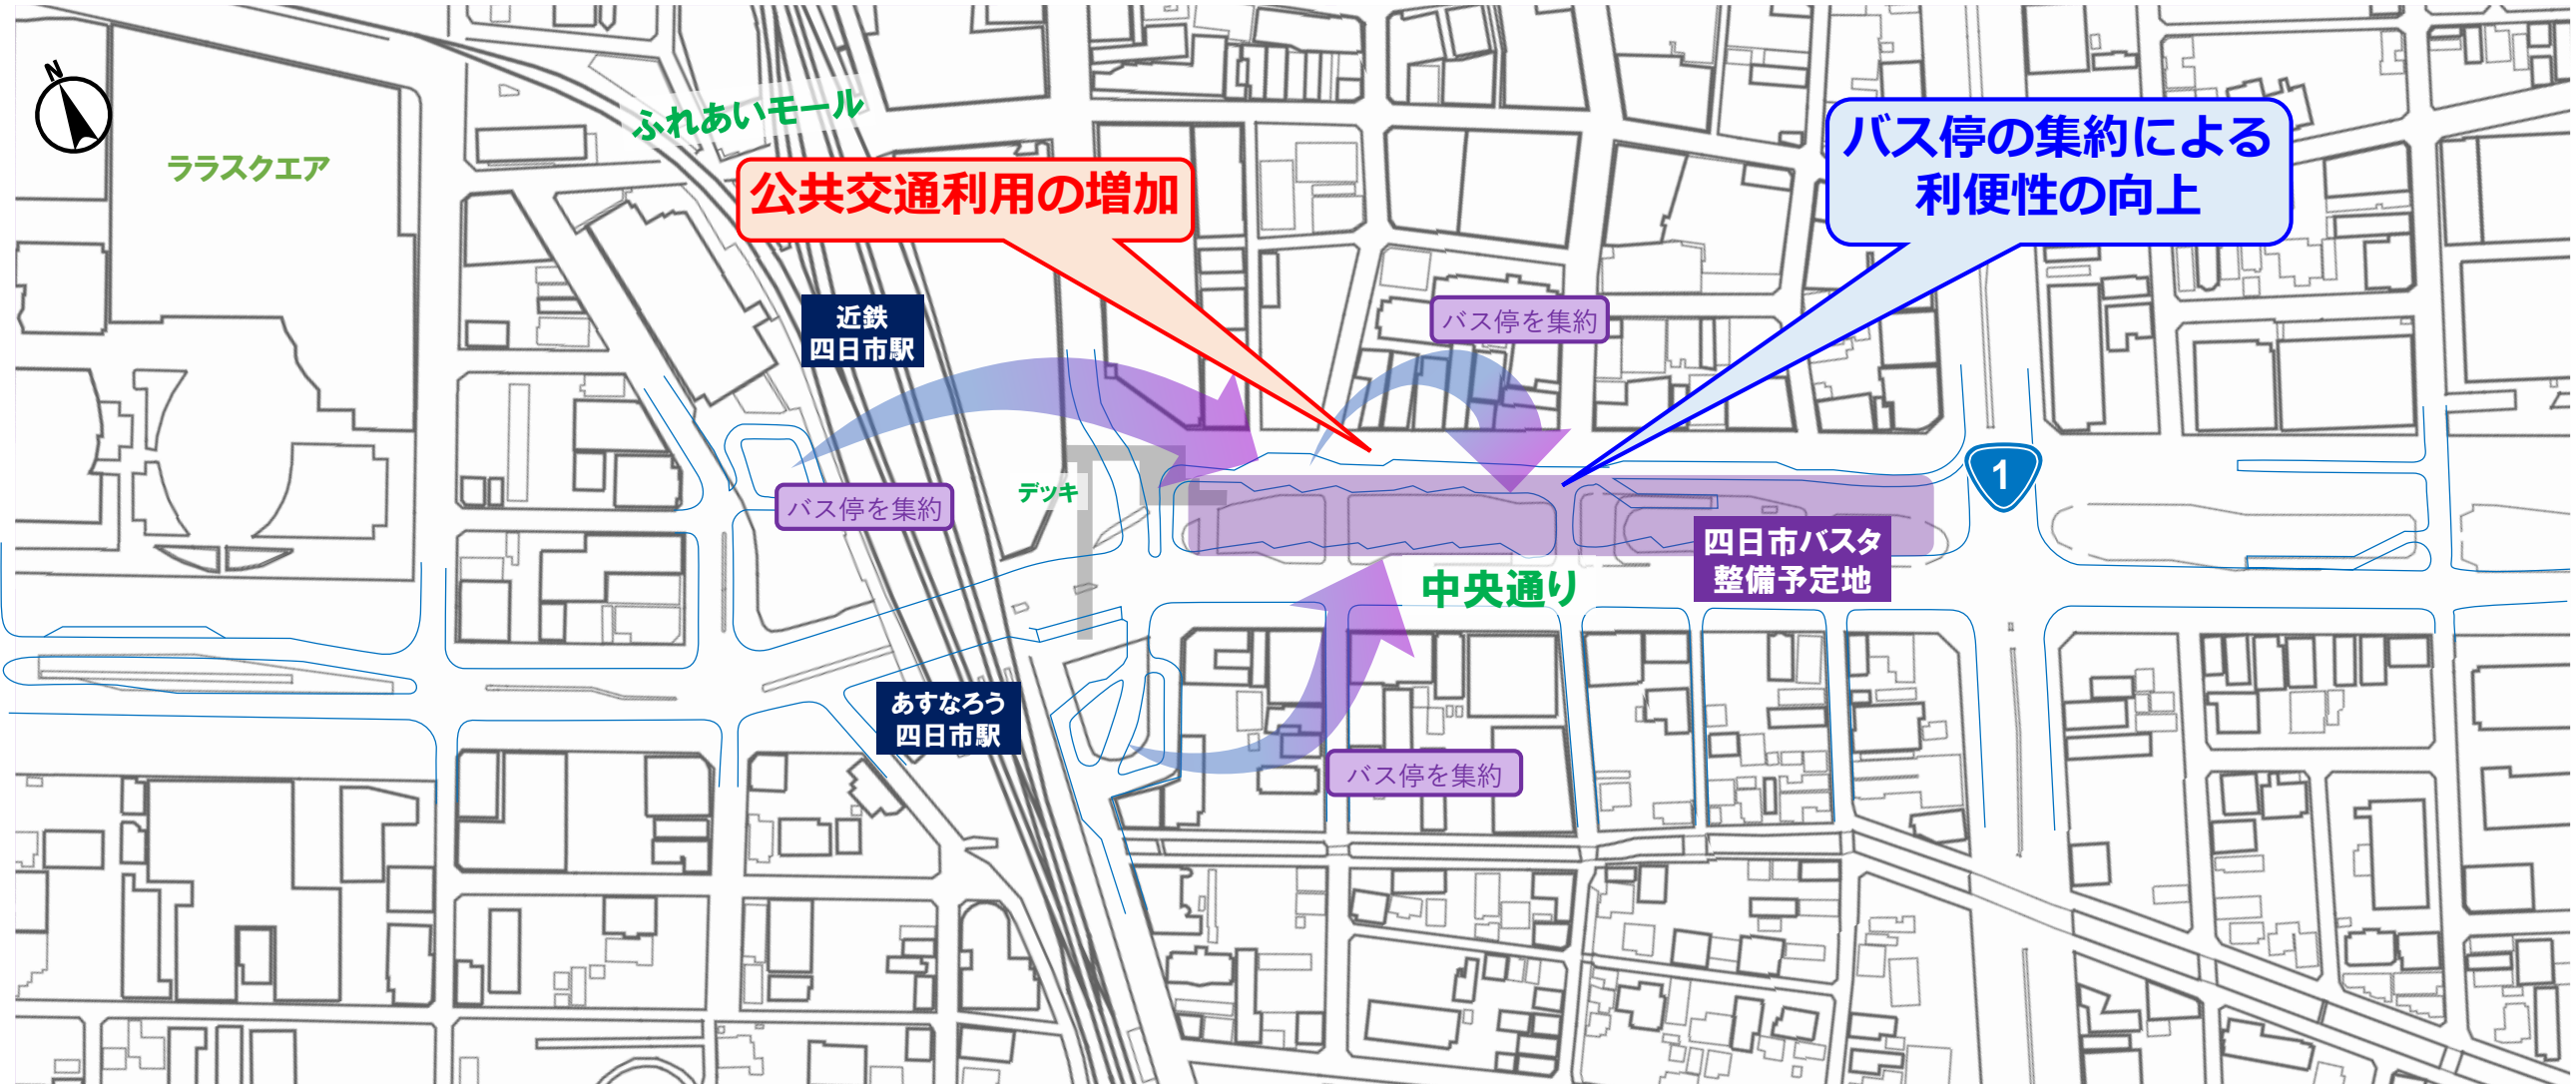 N
ふれあいモール
ララスクエア
公共交通利用の増加
バス停の集約による
利便性の向上
近鉄
四日市駅
バス停を集約
バス停を集約
デッキ
1
四日市バスタ
整備予定地
中央通り
あすなろう
四日市駅
バス停を集約